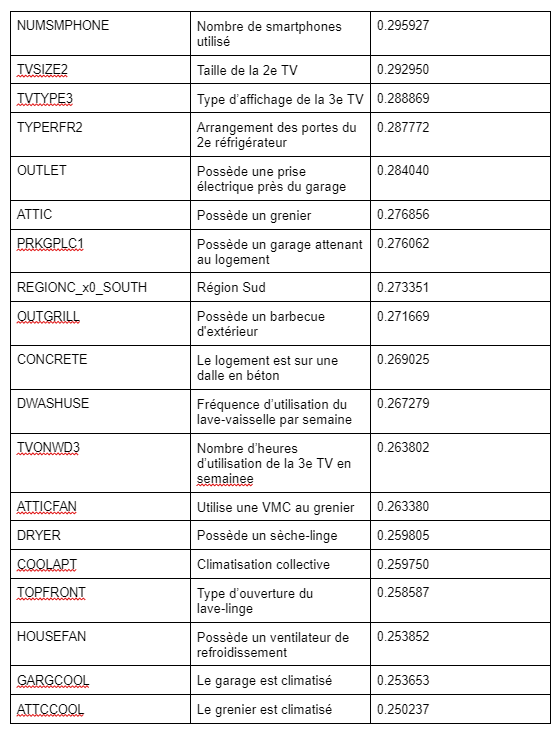 NUMSMPHONE Nombre de smartphones 0.295927
utilisé
TVSIZE2 Taille de la 2e TV 0.292950
TVTYPE3 Type d'affichage de la 3e TV 0.288869
TYPERFR2 Arrangement des portes du 0.287772
2e réfrigérateur
OUTLET Possède une prise 0.284040
électrique près du garage
ATTIC Possède un grenier 0.276856
PRKGPLC1 Possède un garage attenant 0.276062
au logement
REGIONC_x0_SOUTH Région Sud 0.273351
OUTGRILL Possède un barbecue 0.271669
d'extérieur
CONCRETE Le logement est sur une 0.269025
dalle en béton
DWASHUSE Fréquence d'utilisation du 0.267279
lave-vaisselle par semaine
TVONWD3 Nombre d'heures 0.263802
d'utilisation de la 3e TV en
semainee
ATTICFAN Utilise une VMC au grenier 0.263380
DRYER Possède un sèche-linge 0.259805
COOLAPT Climatisation collective 0.259750
TOPFRONT Type d'ouverture du 0.258587
lave-linge
HOUSEFAN Possède un ventilateur de 0.253852
refroidissement
GARGCOOL Le garage est climatisé 0.253653
ATTCCOOL Le grenier est climatisé 0.250237